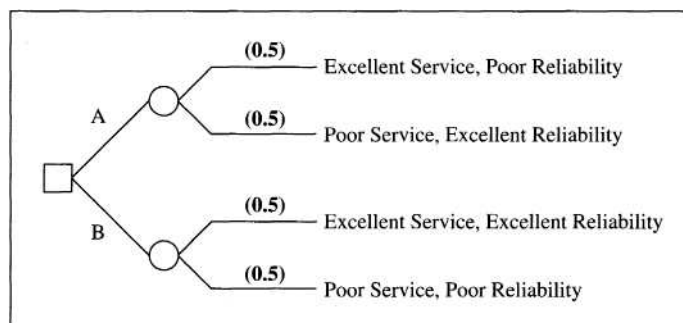 (0.5)
Excellent Service, Poor Reliability
A
(0.5)
Poor Service, Excellent Reliability
(0.5)
Excellent Service, Excellent Reliability
B
(0.5)
Poor Service, Poor Reliability